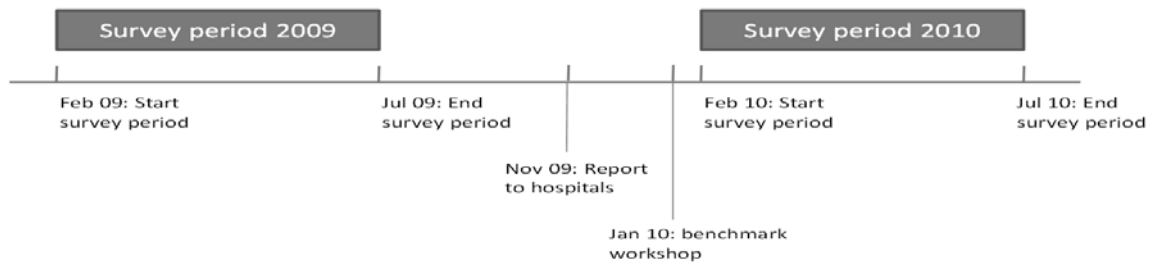 Survey period 2009
Survey period 2010
Feb 09: Start
survey period
Jul 09: End
survey period
Feb 10: Start
survey period
Jul 10: End
survey period
Nov 09: Report
to hospitals
Jan 10: benchmark
workshop